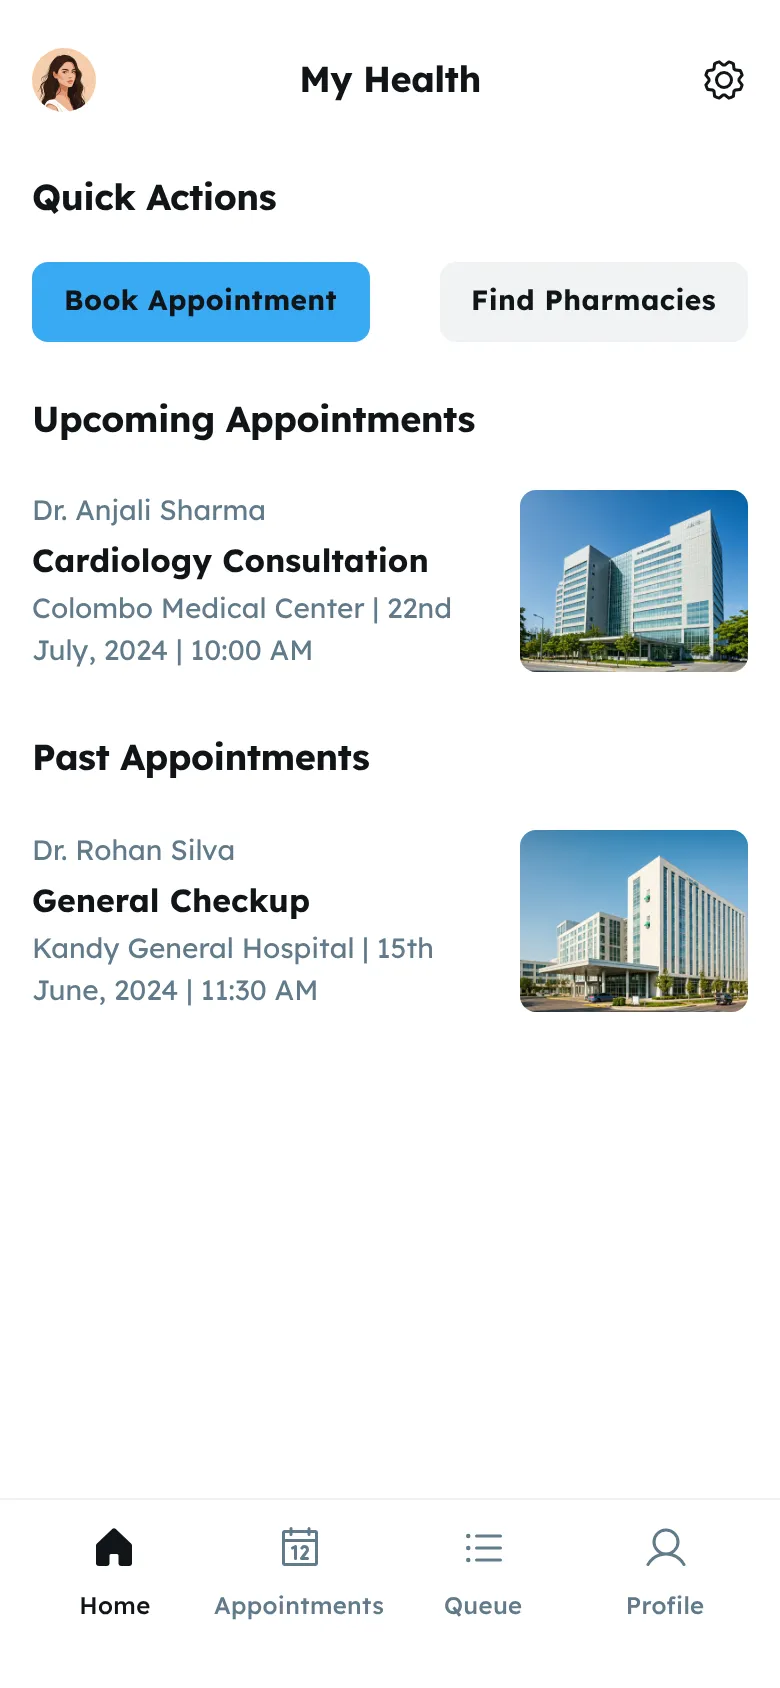 My Health
Quick Actions
Book Appointment
Find Pharmacies
Upcoming Appointments
Dr. Anjali Sharma
Cardiology Consultation
Colombo Medical Center | 22nd
July, 2024 | 10:00 AM
Past Appointments
Dr. Rohan Silva
General Checkup
Kandy General Hospital | 15th
June, 2024 | 11:30 AM
12
Home
Appointments
Queue
Profile